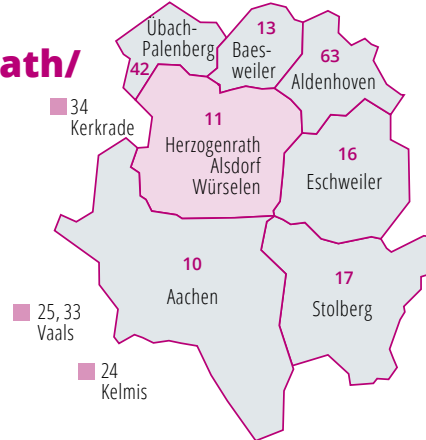 ath/
Übach-
Palenberg
42
13
Baes-
weiler
63
Aldenhoven
34
Kerkrade
11
Herzogenrath
Alsdorf
Würselen
16
Eschweiler
10
Aachen
17
Stolberg
25, 33
Vaals
24
Kelmis